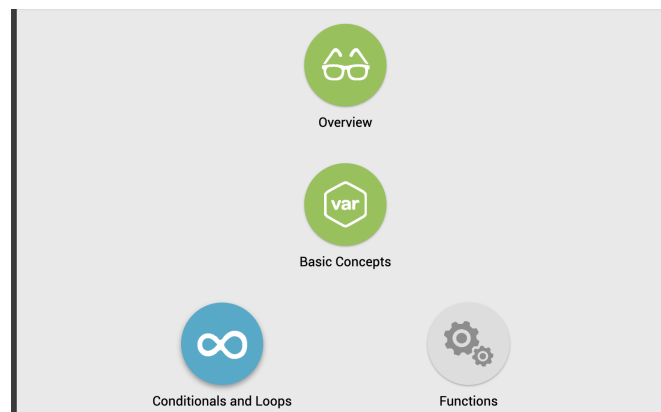 Overview
var
Basic Concepts
Conditionals and Loops
Functions